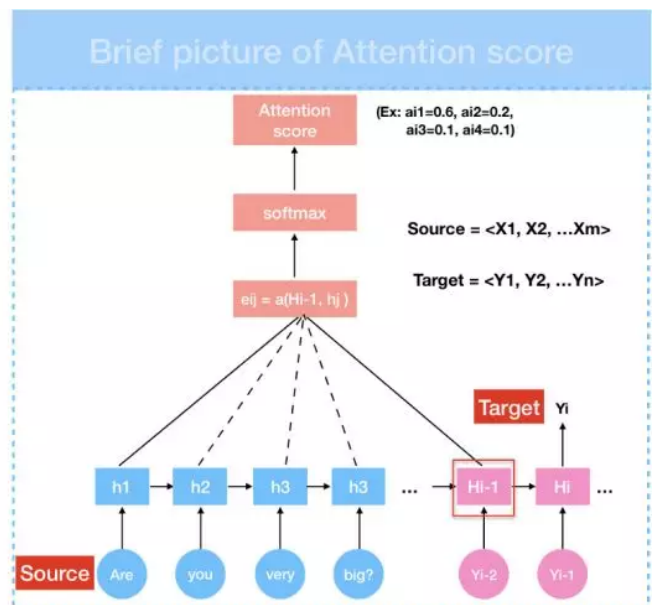 Brief picture of Attention score
Attention
score
(Ex: ai1=0.6, ai2=0.2,
ai3=0.1, ai4=0.1)
softmax
Source = <X1, X2, ...Xm>
eij = a(Hi-1, hj )
Target = <Y1, Y2, ...Yn>
Target Yi
h1 h2 h3 h3 ... Hi-1 Hi ...
Source Are you very big? Yi-2 Yi-1